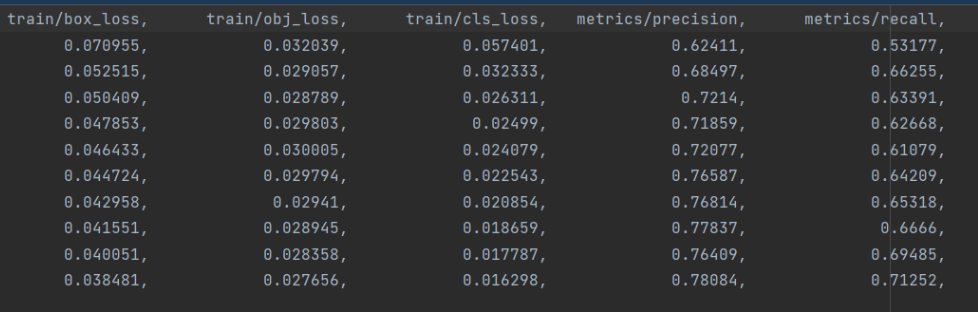 train/box_loss, train/obj_loss, train/cls_loss, metrics/precision, metrics/recall,
0.070955, 0.032039, 0.057401, 0.62411, 0.53177,
0.052515, 0.029057, 0.032333, 0.68497, 0.66255,
0.050409, 0.028789, 0.026311, 0.7214, 0.63391,
0.047853, 0.029803, 0.02499, 0.71859, 0.62668,
0.046433, 0.030005, 0.024079, 0.72077, 0.61079,
0.044724, 0.029794, 0.022543, 0.76587, 0.64209,
0.042958, 0.02941, 0.020854, 0.76814, 0.65318,
0.041551, 0.028945, 0.018659, 0.77837, 0.6666,
0.040051, 0.028358, 0.017787, 0.76409, 0.69485,
0.038481, 0.027656, 0.016298, 0.78084, 0.71252,